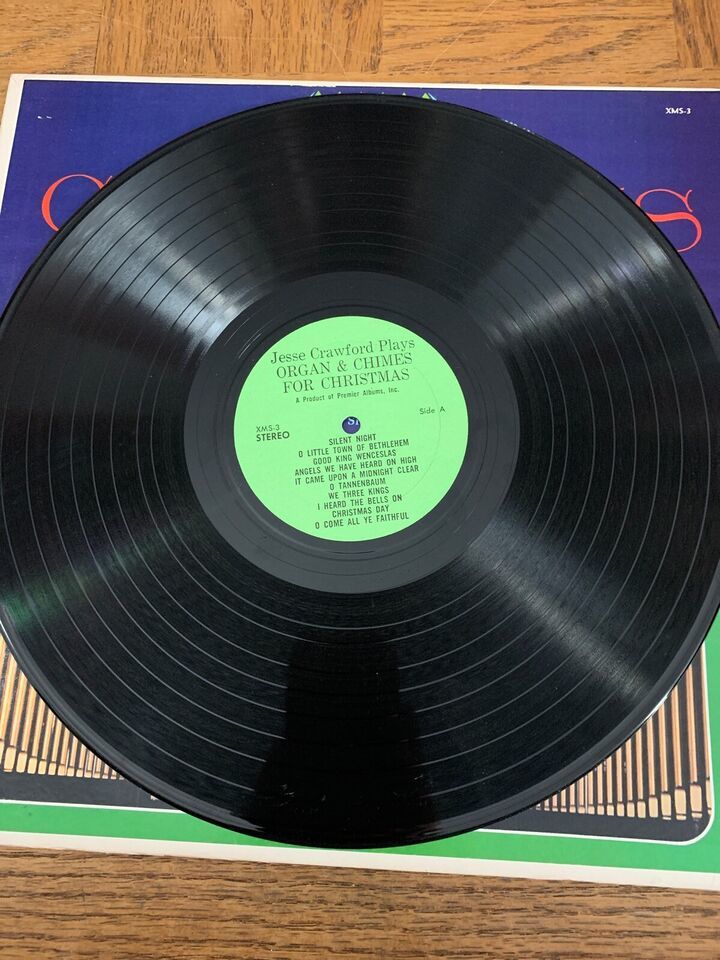 XMS-3
C S
Jesse Crawford Plays
ORGAN & CHIMES
FOR CHRISTMAS
A Product of Premier Albums, Inc.
Side A
XMS-3
STEREO
SILENT NIGHT
O LITTLE TOWN OF BETHLEHEM
GOOD KING WENCESLAS
ANGELS WE HAVE HEARD ON HIGH
IT CAME UPON A MIDNIGHT CLEAR
O TANNENBAUM
WE THREE KINGS
I HEARD THE BELLS ON
CHRISTMAS DAY
O COME ALL YE FAITHFUL